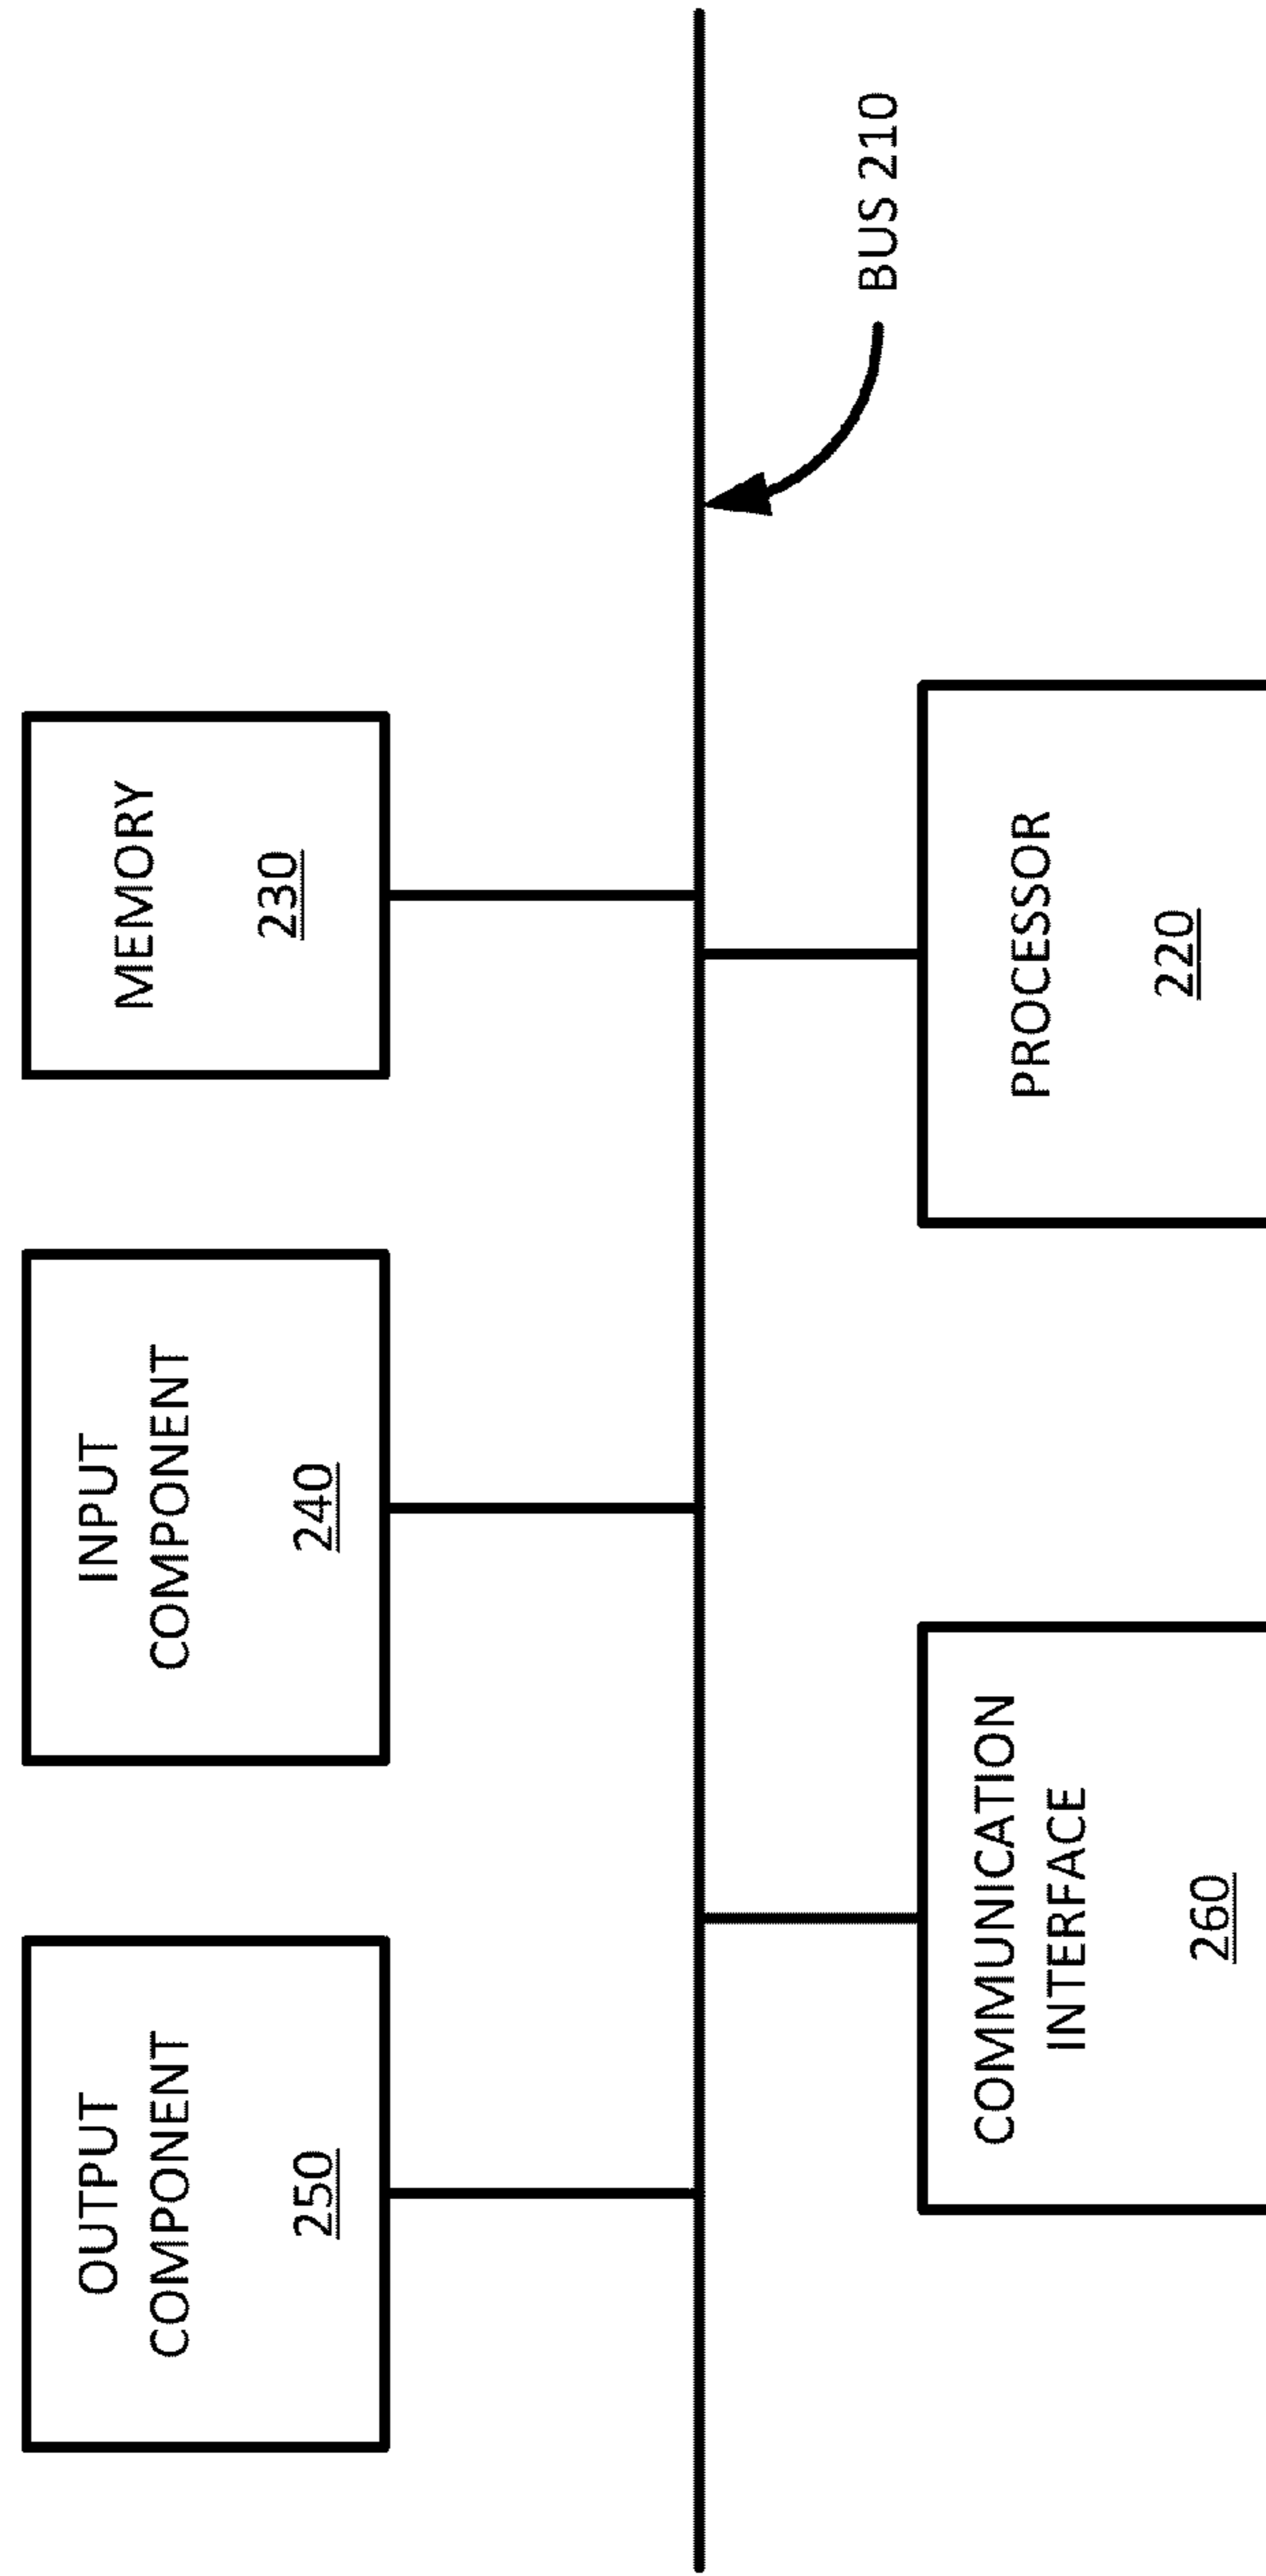 OUTPUT
COMPONENT
250
INPUT
COMPONENT
240
MEMORY
230
BUS 210
COMMUNICATION
INTERFACE
260
PROCESSOR
220